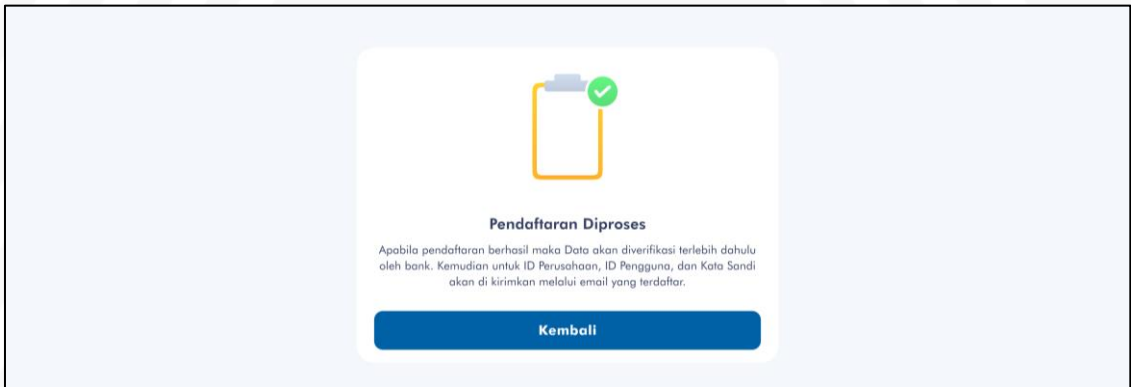 Pendaftaran Diproses
Apabila pendaftaran berhasil maka Data akan diverifikasi terlebih dahulu
oleh bank. Kemudian untuk ID Perusahaan, ID Pengguna, dan Kata Sandi
akan di kirimkan melalui email yang terdaftar.
Kembali